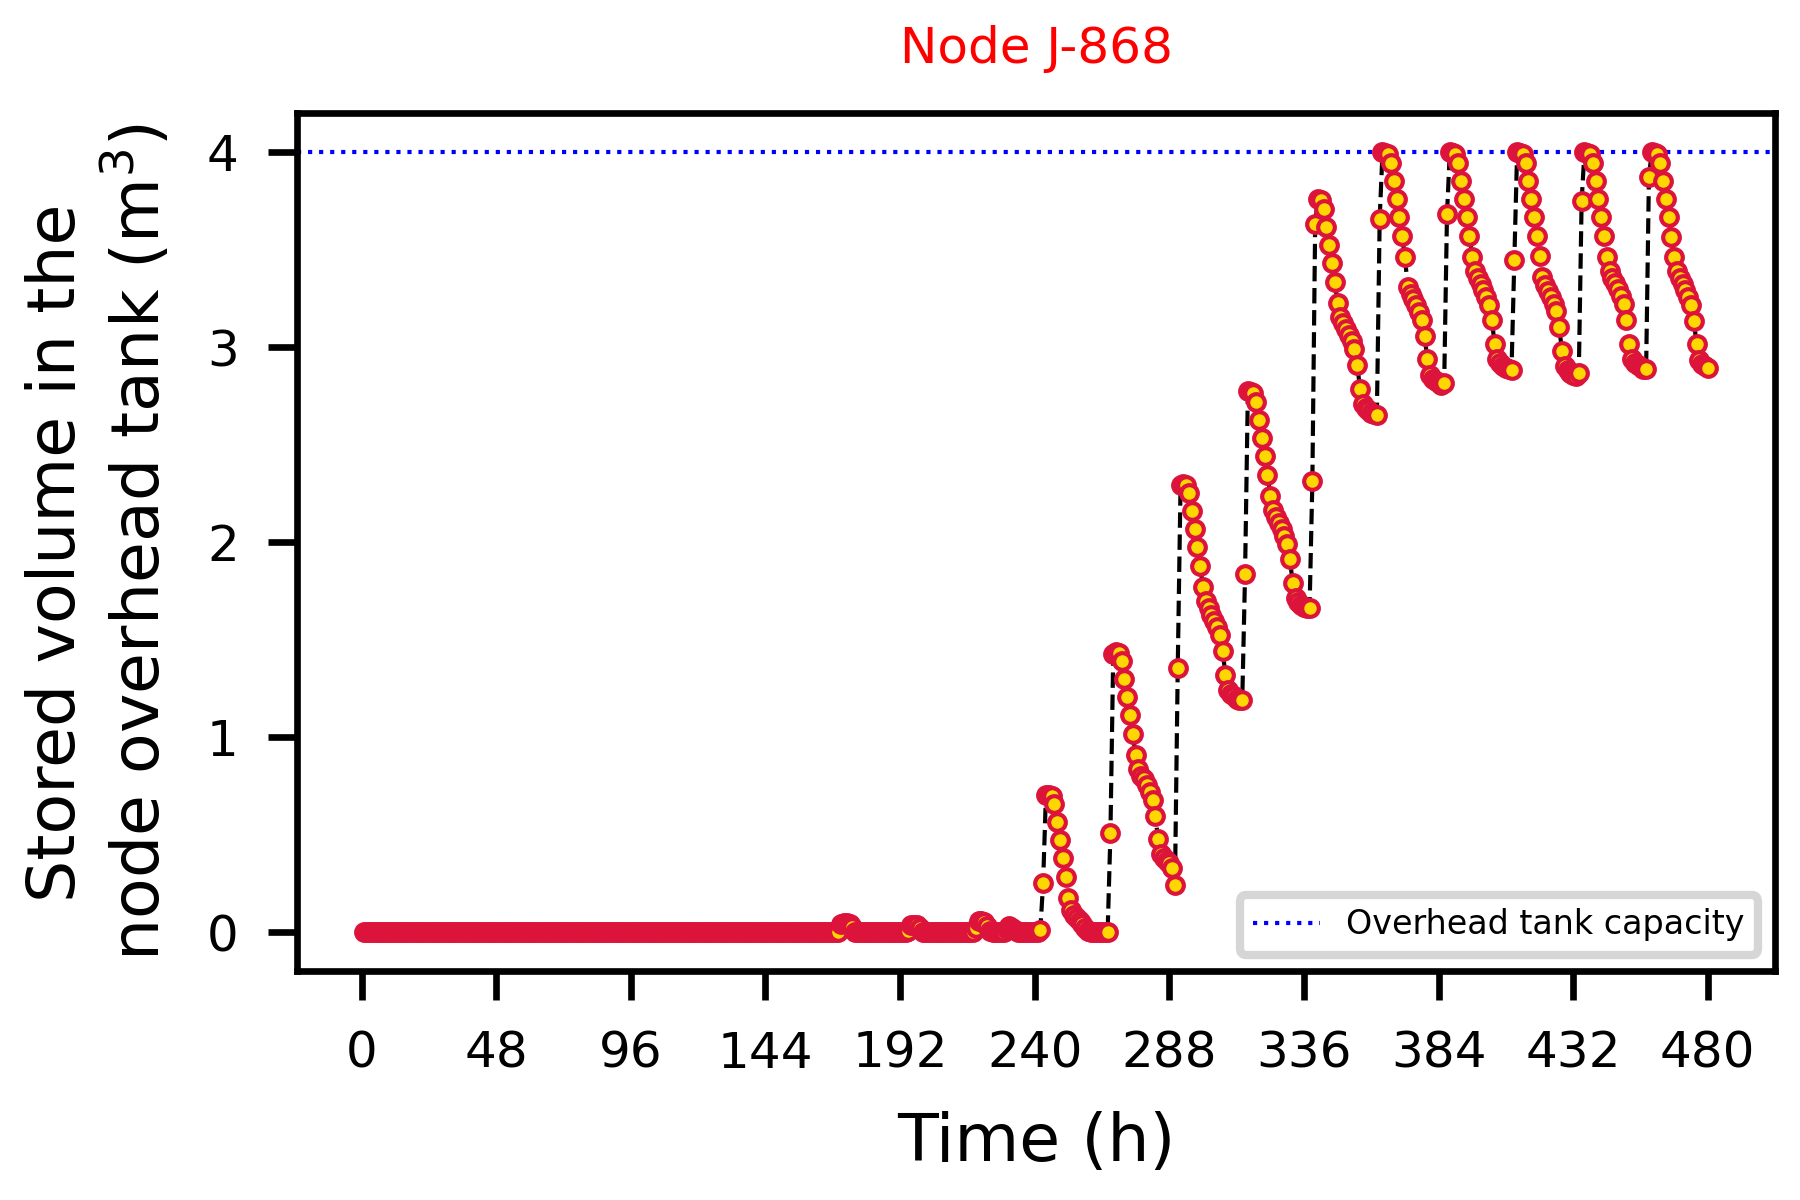 Node J-868
Stored volume in the
node overhead tank (m³)
4
3
2
1
0
Overhead tank capacity
0 48 96 144 192 240 288 336 384 432 480
Time (h)